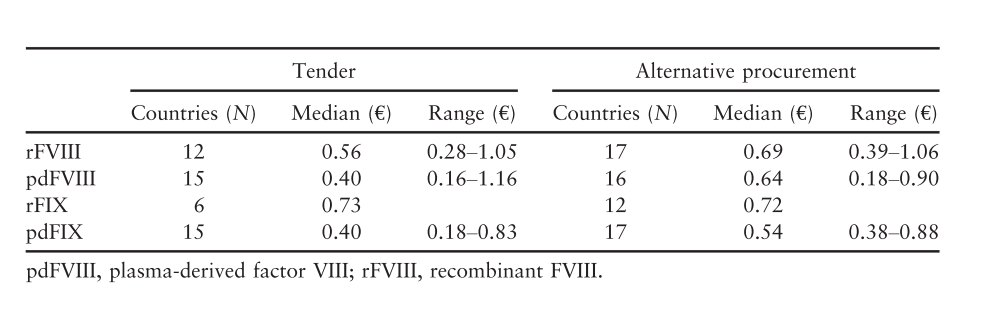 Tender Alternative procurement
Countries (N) Median (€) Range (€) Countries (N) Median (€) Range (€)
rFVIII 12 0.56 0.28–1.05 17 0.69 0.39–1.06
pdFVIII 15 0.40 0.16–1.16 16 0.64 0.18–0.90
rFIX 6 0.73 12 0.72
pdFIX 15 0.40 0.18–0.83 17 0.54 0.38–0.88
pdFVIII, plasma-derived factor VIII; rFVIII, recombinant FVIII.